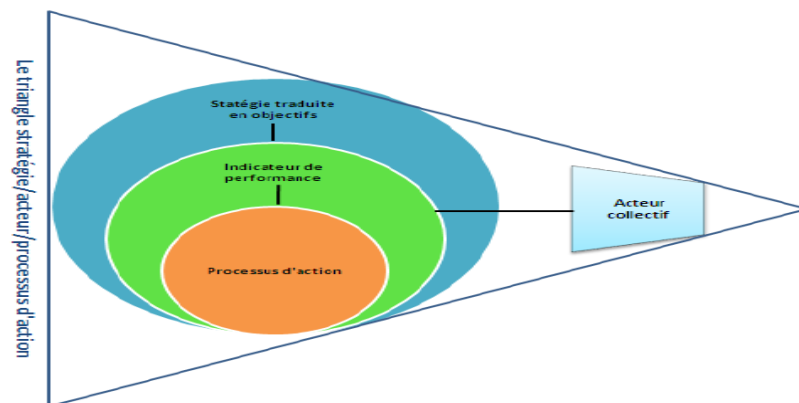 Le triangle stratégie/acteur/processus d'action
Statégie traduite
en objectifs
Indicateur de
performance
Processus d'action
Acteur
collectif